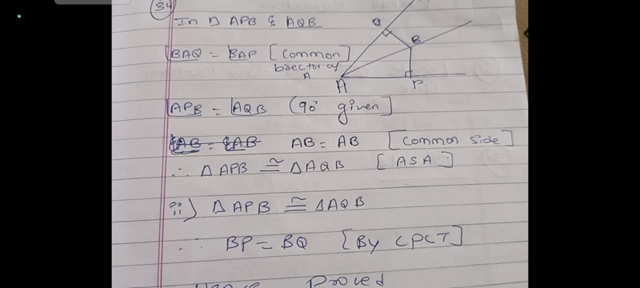 34
In △ APB & AQB
Q
B
A
P
∠BAQ = ∠BAP [Common
bisector of
A
∠APB = ∠AQB (90° given]
AB = AB [Common side]
∴ △ APB ≅ △AQB [ASA]
ii) △ APB ≅ △AQB
∴ BP = BQ [By CPCT]
Hence Proved